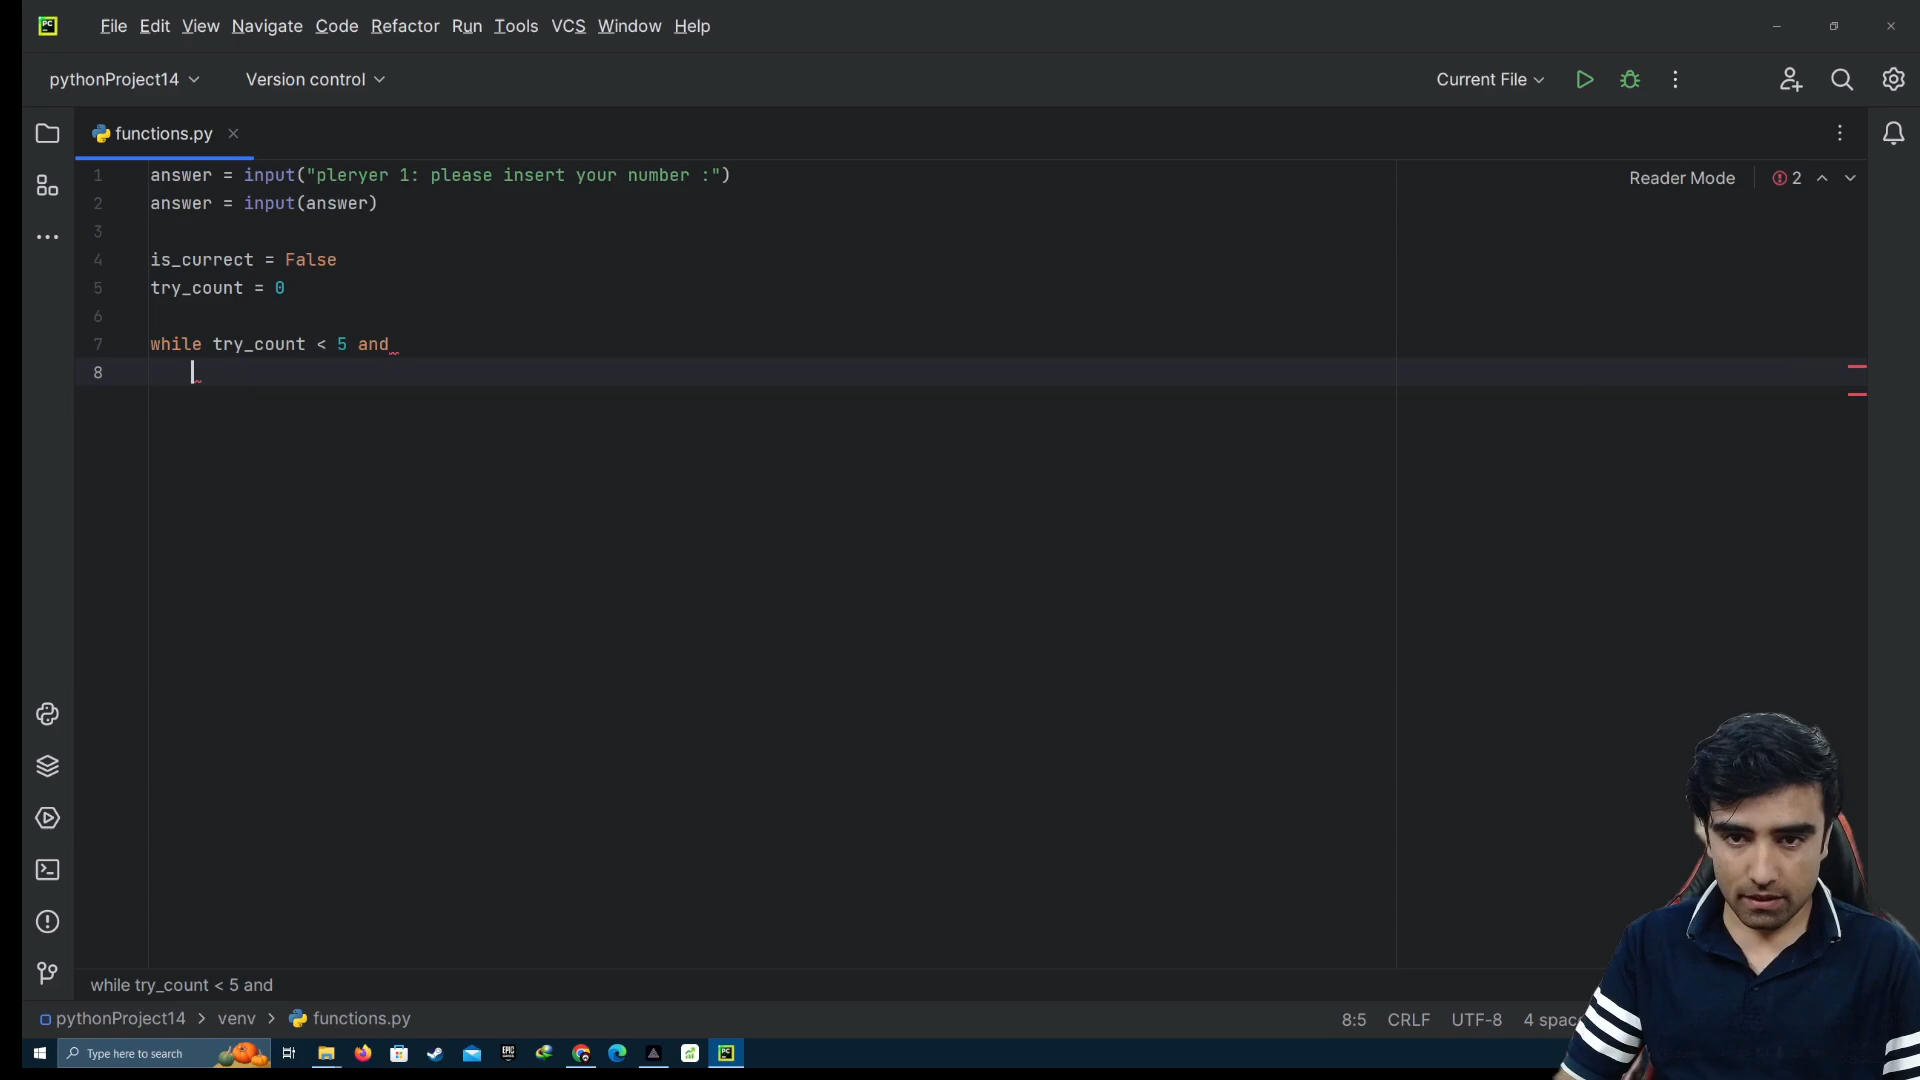 File Edit View Navigate Code Refactor Run Tools VCS Window Help
pythonProject14 Version control Current File
functions.py
1 answer = input("pleryer 1: please insert your number :") Reader Mode 2
2 answer = input(answer)
3
4 is_currect = False
5 try_count = 0
6
7 while try_count < 5 and
8
while try_count < 5 and
pythonProject14 > venv > functions.py 8:5 CRLF UTF-8 4
Type here to search